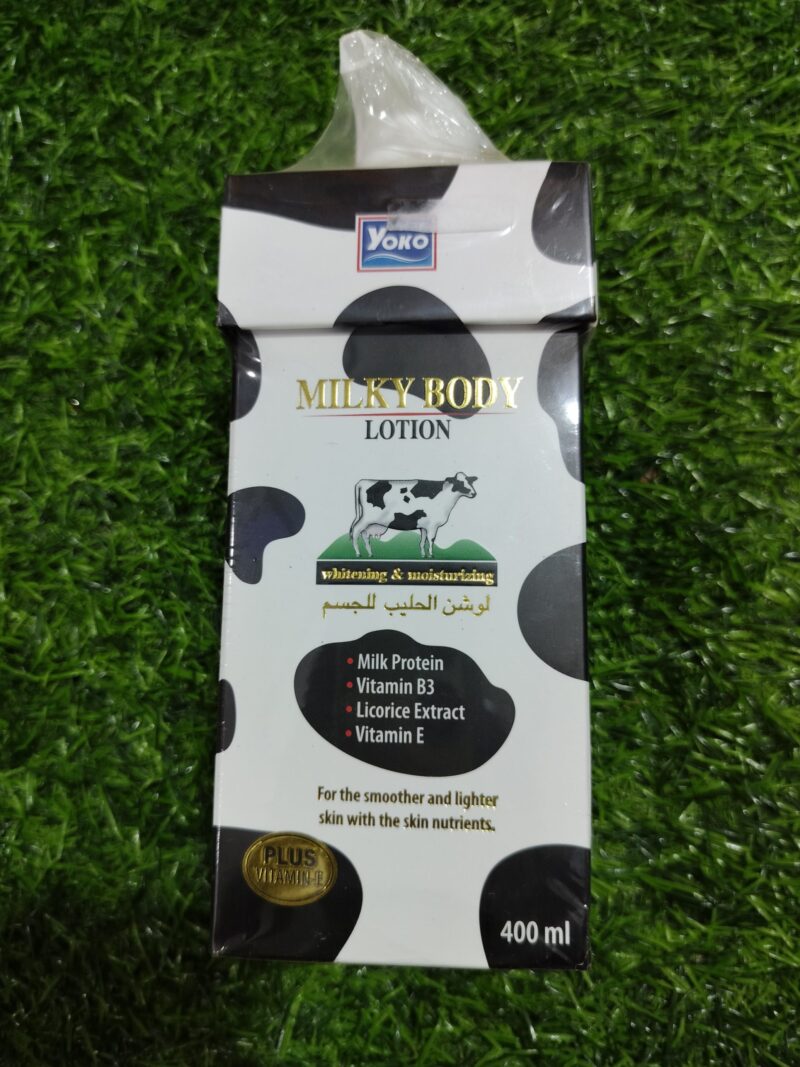 YOKO
MILKY BODY
LOTION
whitening & moisturizing
لوشن الحليب للجسم
• Milk Protein
• Vitamin B3
• Licorice Extract
• Vitamin E
For the smoother and lighter
skin with the skin nutrients.
PLUS
VITAMIN-E
400 ml